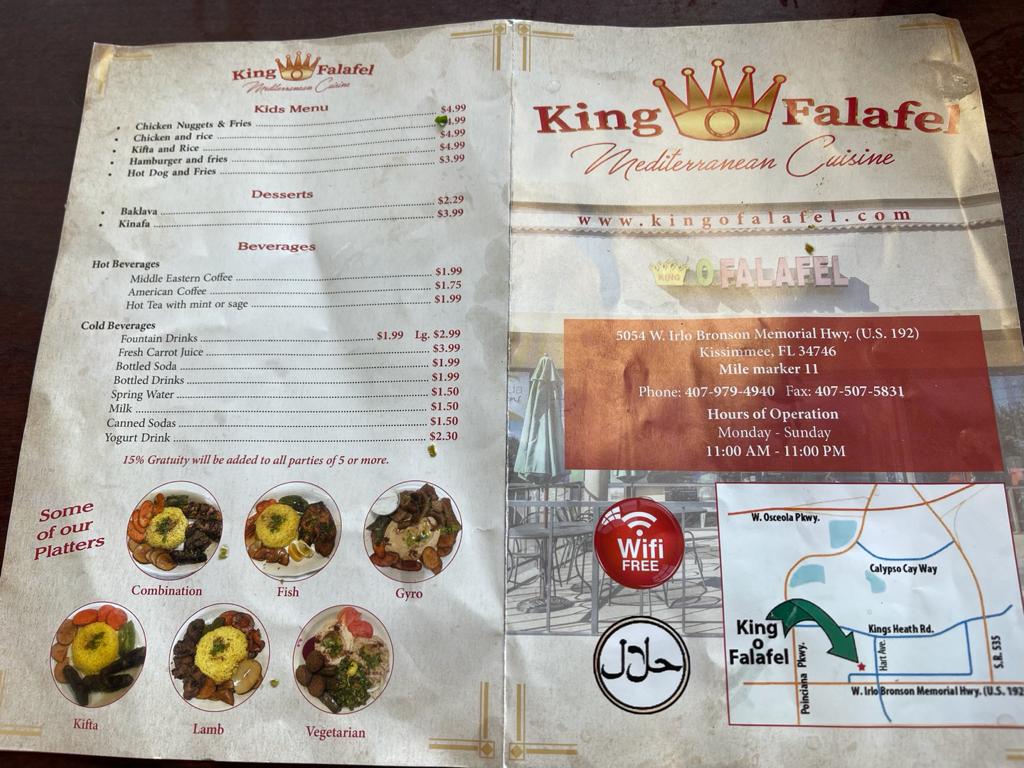 King Falafel
Mediterranean Cuisine
Kids Menu
• Chicken Nuggets & Fries $4.99
• Chicken and rice 4.99
• Kifta and Rice $4.99
• Hamburger and fries $4.99
• Hot Dog and Fries $3.99
Desserts
• Baklava $2.29
• Kinafa $3.99
Beverages
Hot Beverages
Middle Eastern Coffee $1.99
American Coffee $1.75
Hot Tea with mint or sage $1.99
Cold Beverages
Fountain Drinks $1.99 Lg. $2.99
Fresh Carrot Juice $3.99
Bottled Soda $1.99
Bottled Drinks $1.99
Spring Water $1.50
Milk $1.50
Canned Sodas $1.50
Yogurt Drink $2.30
15% Gratuity will be added to all parties of 5 or more.
Some
of our
Platters
Combination
Fish
Gyro
Kifta
Lamb
Vegetarian
King O Falafel
Mediterranean Cuisine
www.kingofalafel.com
KING O FALAFEL
5054 W. Irlo Bronson Memorial Hwy. (U.S. 192)
Kissimmee, FL 34746
Mile marker 11
Phone: 407-979-4940 Fax: 407-507-5831
Hours of Operation
Monday - Sunday
11:00 AM - 11:00 PM
Wifi
FREE
حلال
W. Osceola Pkwy.
Calypso Cay Way
King
O
Falafel
Kings Heath Rd.
Poinciana Pkwy.
Hart Ave.
S.R. 535
W. Irlo Bronson Memorial Hwy. (U.S. 192